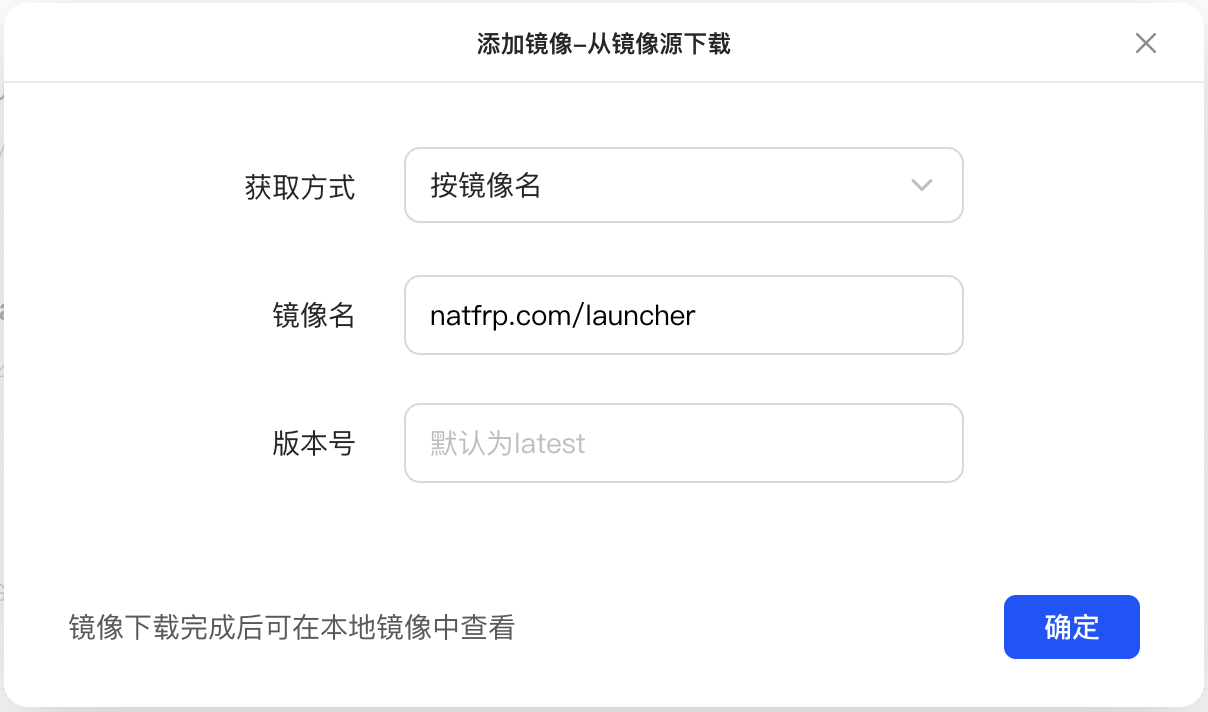 添加镜像-从镜像源下载
获取方式
按镜像名
镜像名
natfrp.com/launcher
版本号
默认为latest
镜像下载完成后可在本地镜像中查看
确定